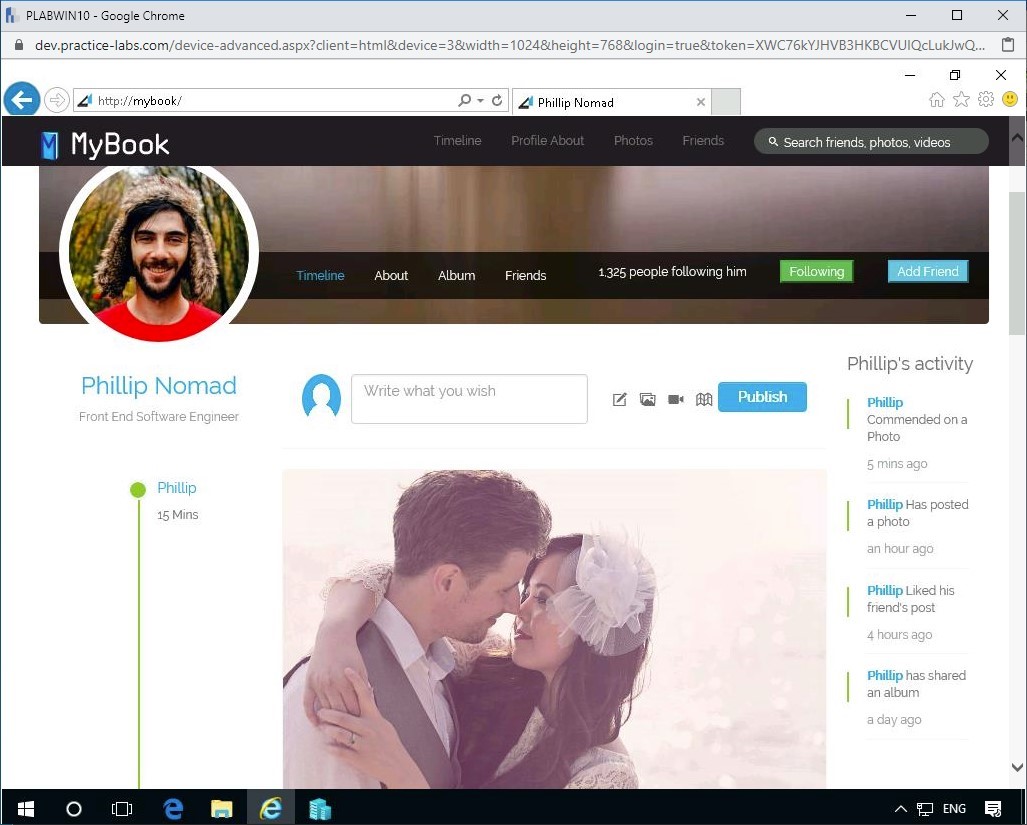 PLABWIN10 - Google Chrome
dev.practice-labs.com/device-advanced.aspx?client=html&device=3&width=1024&height=768&login=true&token=XWC76kYJHVB3HKBCVUIQcLukJwQ...
http://mybook/
Phillip Nomad
MyBook
Timeline
Profile About
Photos
Friends
Search friends, photos, videos
Timeline
About
Album
Friends
1,325 people following him
Following
Add Friend
Phillip Nomad
Front End Software Engineer
Write what you wish
Publish
Phillip's activity
Phillip
Commended on a
Photo
5 mins ago
Phillip Has posted
a photo
an hour ago
Phillip Liked his
friend's post
4 hours ago
Phillip has shared
an album
a day ago
Phillip
15 Mins
ENG